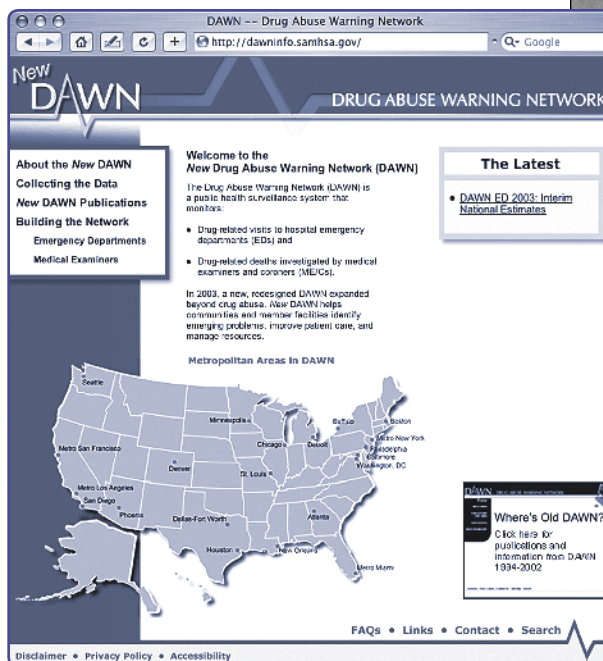 DAWN -- Drug Abuse Warning Network
http://dawninfo.samhsa.gov/
Google
New
DAWN
DRUG ABUSE WARNING NETWORK
About the New DAWN
Collecting the Data
New DAWN Publications
Building the Network
Emergency Departments
Medical Examiners
Welcome to the
New Drug Abuse Warning Network (DAWN)
The Drug Abuse Warning Network (DAWN) is
a public health surveillance system that
monitors:
• Drug-related visits to hospital emergency
departments (EDs) and
• Drug-related deaths investigated by medical
examiners and coroners (ME/Cs).
In 2003, a new, redesigned DAWN expanded
beyond drug abuse. New DAWN helps
communities and member facilities identify
emerging problems, improve patient care, and
manage resources.
The Latest
• DAWN ED 2003: Interim
National Estimates
Metropolitan Areas in DAWN
Seattle
Minneapolis
Buffalo
Boston
Metro New York
Chicago
Detroit
Philadelphia
Baltimore
Washington, DC
Metro San Francisco
Denver
St. Louis
Metro Los Angeles
San Diego
Phoenix
Dallas-Fort Worth
Atlanta
Houston
New Orleans
Metro Miami
DAWN
Where's Old DAWN?
Click here for
publications and
information from DAWN
1994-2002
FAQs • Links • Contact • Search
Disclaimer • Privacy Policy • Accessibility